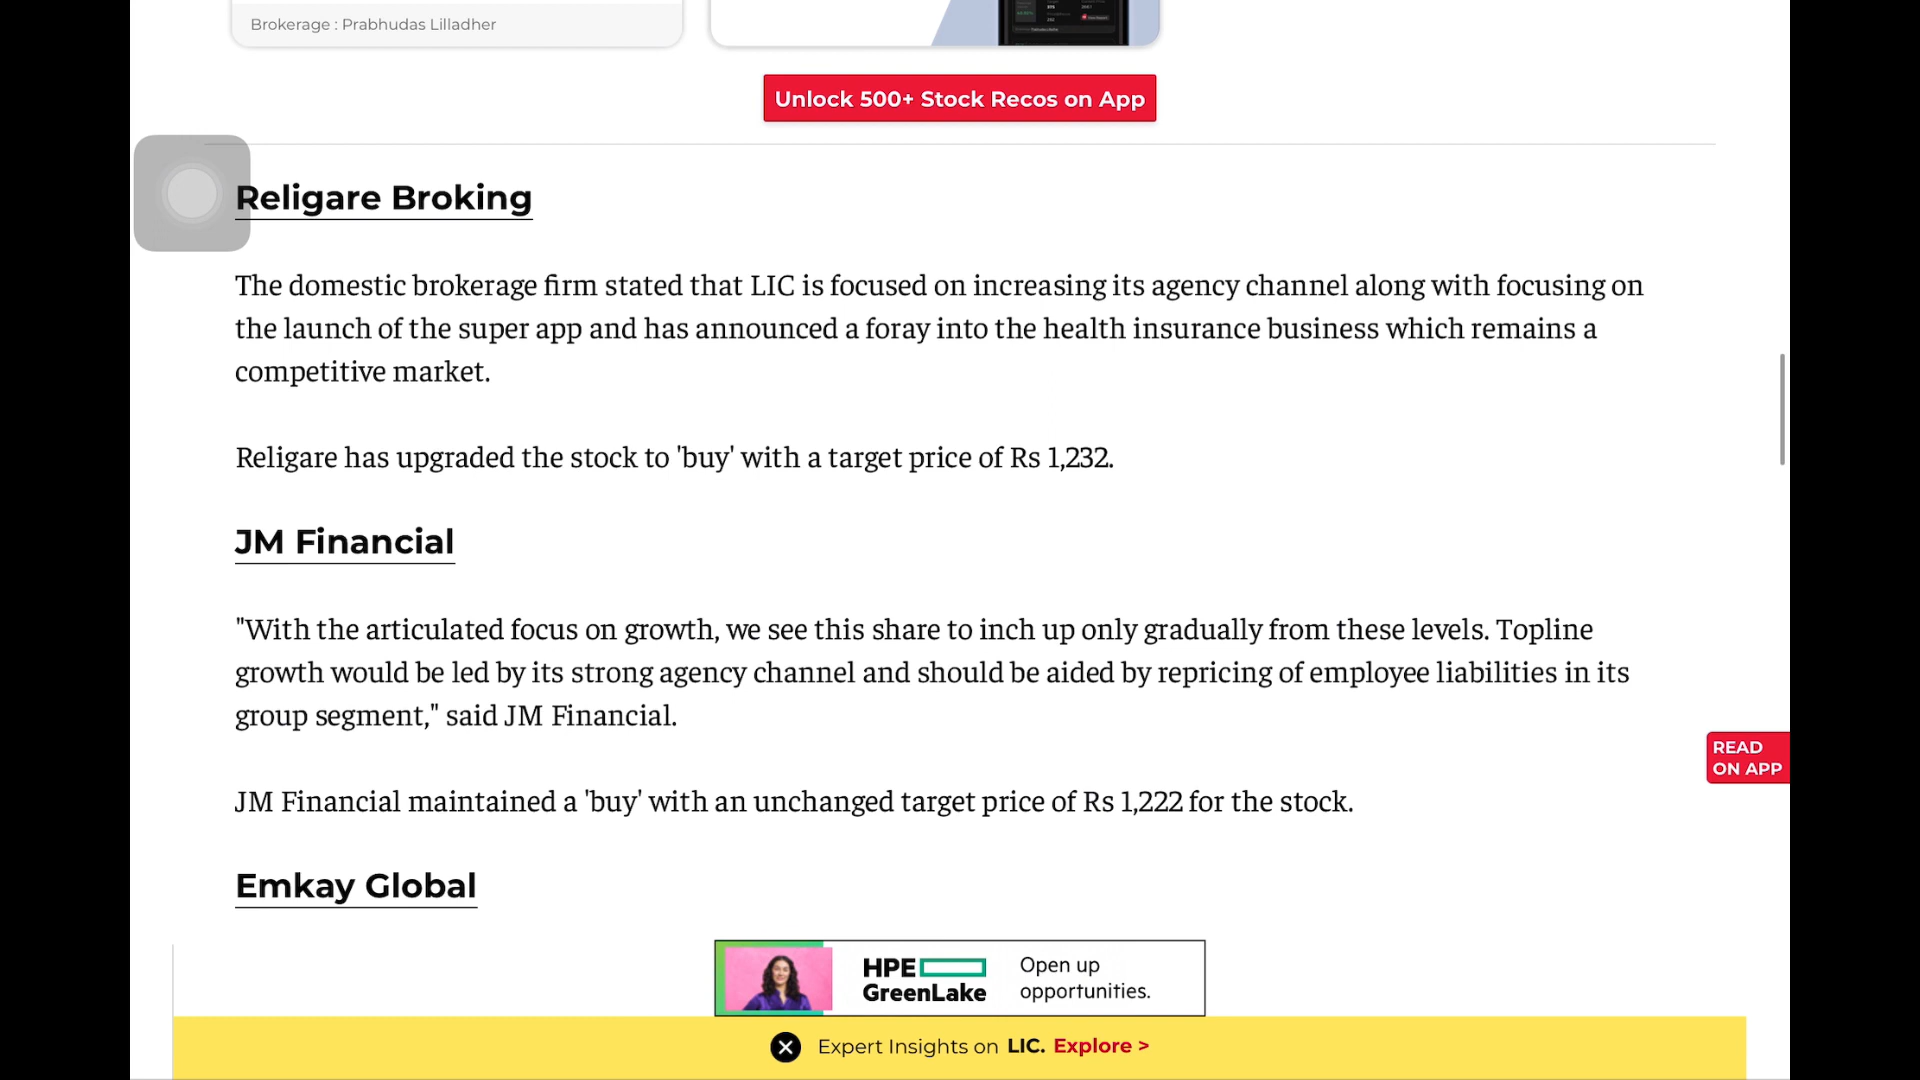 Brokerage : Prabhudas Lilladher
Unlock 500+ Stock Recos on App
Religare Broking
The domestic brokerage firm stated that LIC is focused on increasing its agency channel along with focusing on
the launch of the super app and has announced a foray into the health insurance business which remains a
competitive market.
Religare has upgraded the stock to 'buy' with a target price of Rs 1,232.
JM Financial
"With the articulated focus on growth, we see this share to inch up only gradually from these levels. Topline
growth would be led by its strong agency channel and should be aided by repricing of employee liabilities in its
group segment," said JM Financial.
READ
ON APP
JM Financial maintained a 'buy' with an unchanged target price of Rs 1,222 for the stock.
Emkay Global
HPE
GreenLake
Open up
opportunities.
Expert Insights on LIC. Explore >